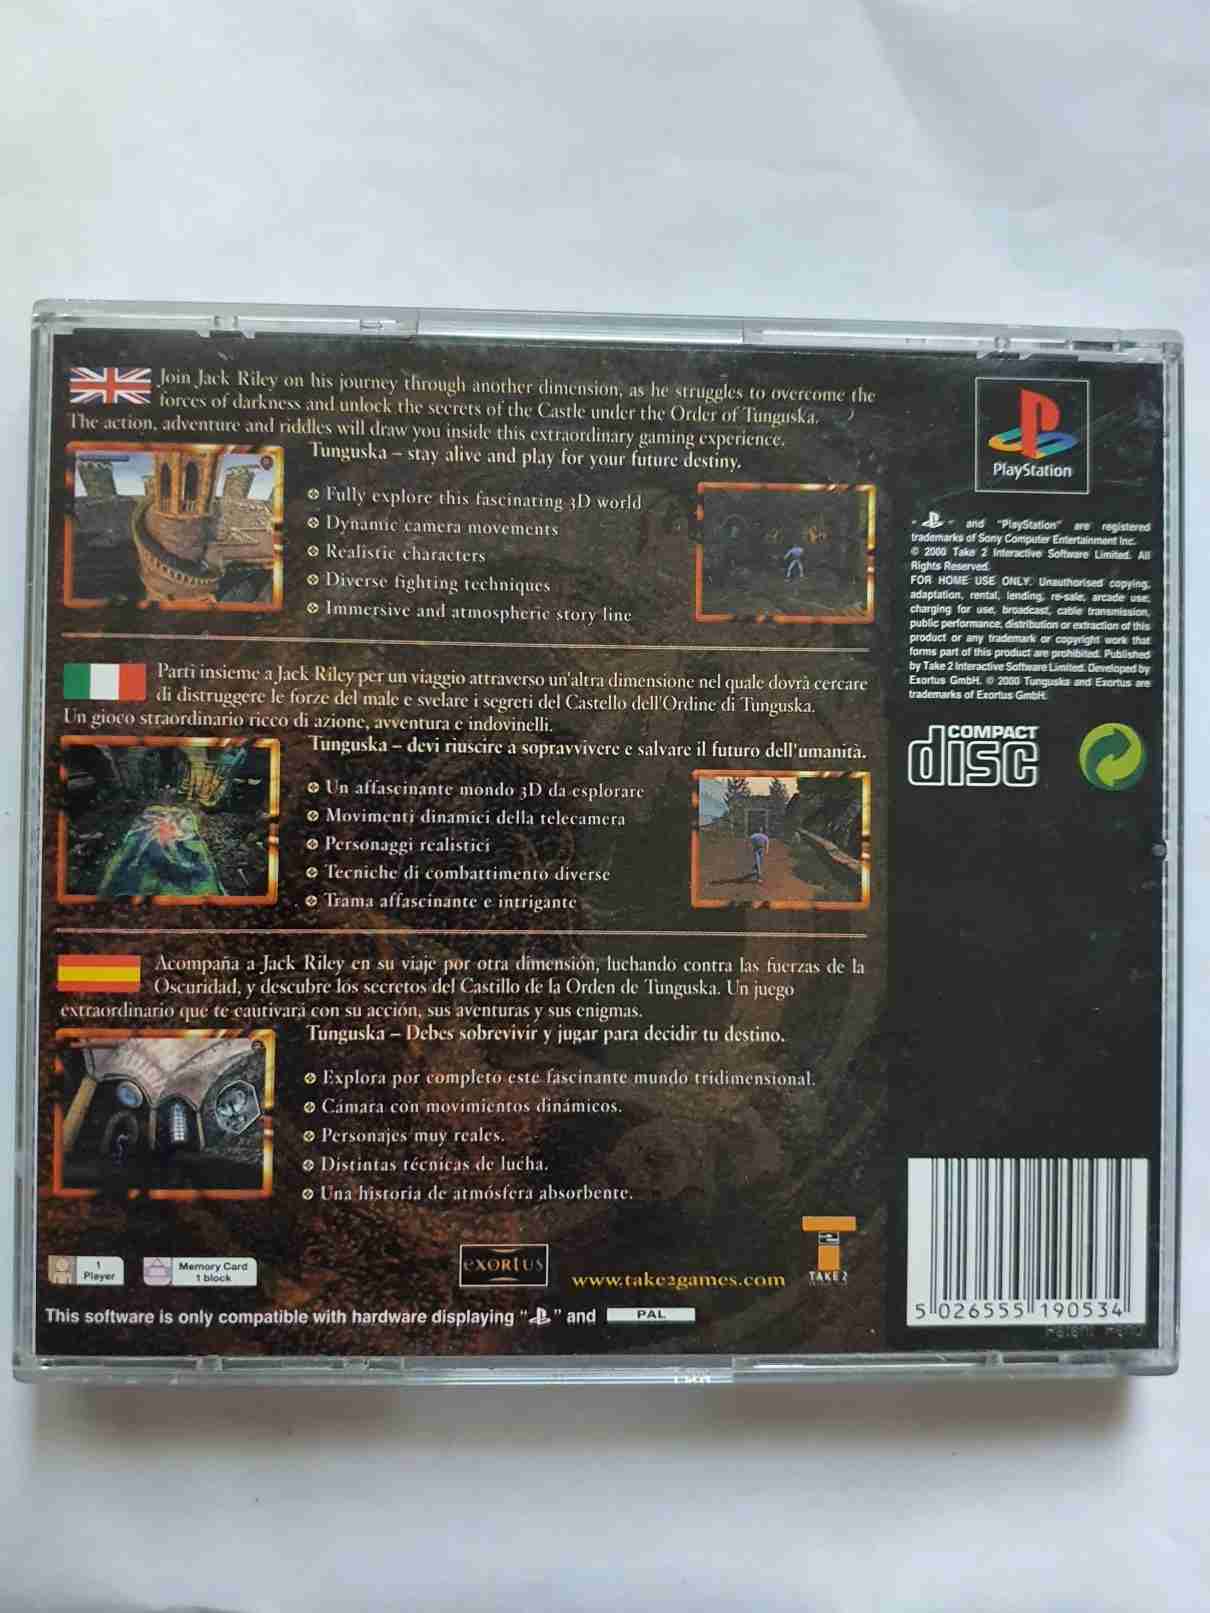 Join Jack Riley on his journey through another dimension, as he struggles to overcome the
forces of darkness and unlock the secrets of the Castle under the Order of Tunguska.
The action, adventure and riddles will draw you inside this extraordinary gaming experience.
Tunguska – stay alive and play for your future destiny.
Fully explore this fascinating 3D world
Dynamic camera movements
Realistic characters
Diverse fighting techniques
Immersive and atmospheric story line
Parti insieme a Jack Riley per un viaggio attraverso un'altra dimensione nel quale dovrà cercare
di distruggere le forze del male e svelare i segreti del Castello dell'Ordine di Tunguska.
Un gioco straordinario ricco di azione, avventura e indovinelli.
Tunguska – devi riuscire a sopravvivere e salvare il futuro dell'umanità.
Un affascinante mondo 3D da esplorare
Movimenti dinamici della telecamera
Personaggi realistici
Tecniche di combattimento diverse
Trama affascinante e intrigante
Acompaña a Jack Riley en su viaje por otra dimensión, luchando contra las fuerzas de la
Oscuridad, y descubre los secretos del Castillo de la Orden de Tunguska. Un juego
extraordinario que te cautivará con su acción, sus aventuras y sus enigmas.
Tunguska – Debes sobrevivir y jugar para decidir tu destino.
Explora por completo este fascinante mundo tridimensional.
Cámara con movimientos dinámicos.
Personajes muy reales.
Distintas técnicas de lucha.
Una historia de atmósfera absorbente.
1
Player
Memory Card
1 block
EXORTUS
www.take2games.com
TAKE 2
This software is only compatible with hardware displaying " " and PAL
PlayStation
" " and "PlayStation" are registered
trademarks of Sony Computer Entertainment Inc.
© 2000 Take 2 Interactive Software Limited. All
Rights Reserved.
FOR HOME USE ONLY. Unauthorised copying,
adaptation, rental, lending, re-sale, arcade use,
charging for use, broadcast, cable transmission,
public performance, distribution or extraction of this
product or any trademark or copyright work that
forms part of this product are prohibited. Published
by Take 2 Interactive Software Limited. Developed by
Exortus GmbH. © 2000 Tunguska and Exortus are
trademarks of Exortus GmbH.
COMPACT
disc
5 026555 190534